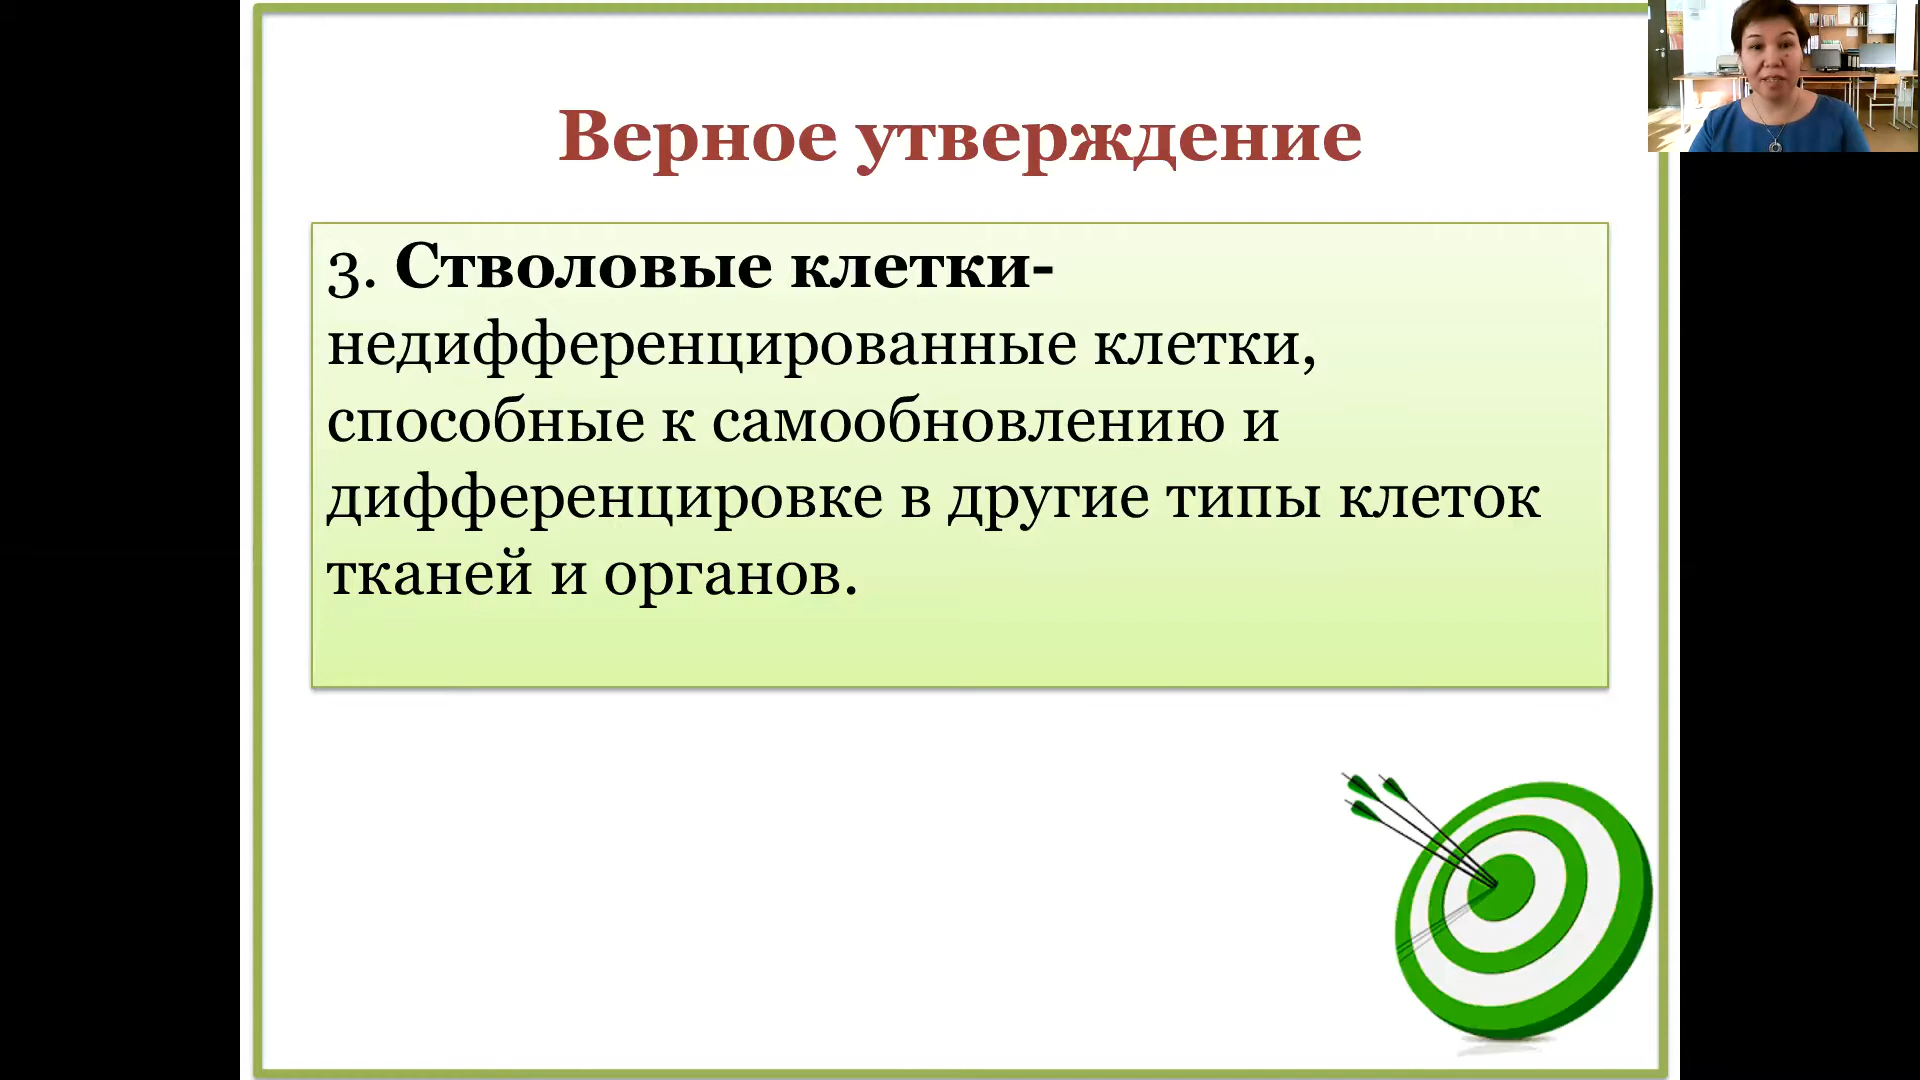 Верное утверждение
3. Стволовые клетки-
недифференцированные клетки,
способные к самообновлению и
дифференцировке в другие типы клеток
тканей и органов.